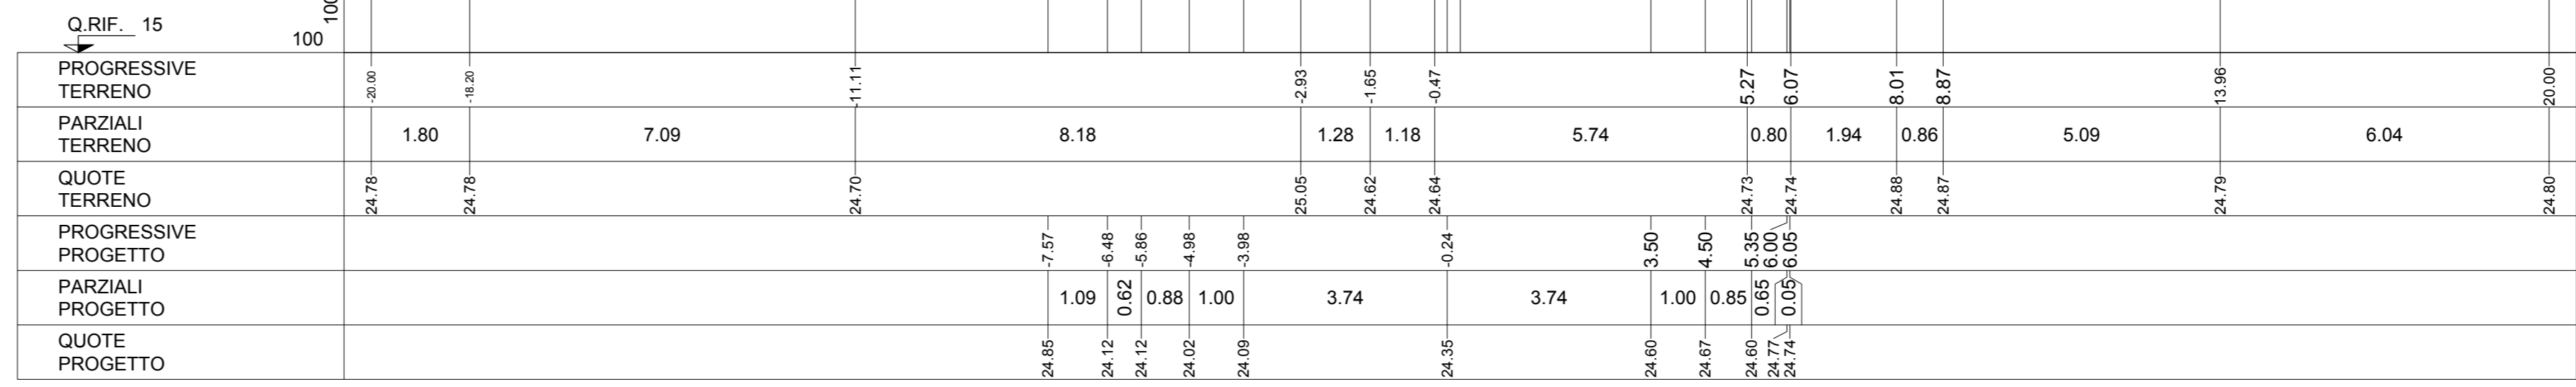 100
Q.RIF. 15
100
PROGRESSIVE
TERRENO
-20.00 -18.20 -11.11 -2.93 -1.65 -0.47 5.27 6.07 8.01 8.87 13.96 20.00
PARZIALI
TERRENO
1.80 7.09 8.18 1.28 1.18 5.74 0.80 1.94 0.86 5.09 6.04
QUOTE
TERRENO
24.78 24.78 24.70 25.05 24.62 24.64 24.73 24.74 24.88 24.87 24.79 24.80
PROGRESSIVE
PROGETTO
-7.57 -6.48 -5.86 -4.98 -3.98 -0.24 3.50 4.50 5.35 6.00 6.05
PARZIALI
PROGETTO
1.09 0.62 0.88 1.00 3.74 3.74 1.00 0.85 0.65 0.05
QUOTE
PROGETTO
24.85 24.12 24.12 24.02 24.09 24.35 24.60 24.67 24.60 24.77 24.74